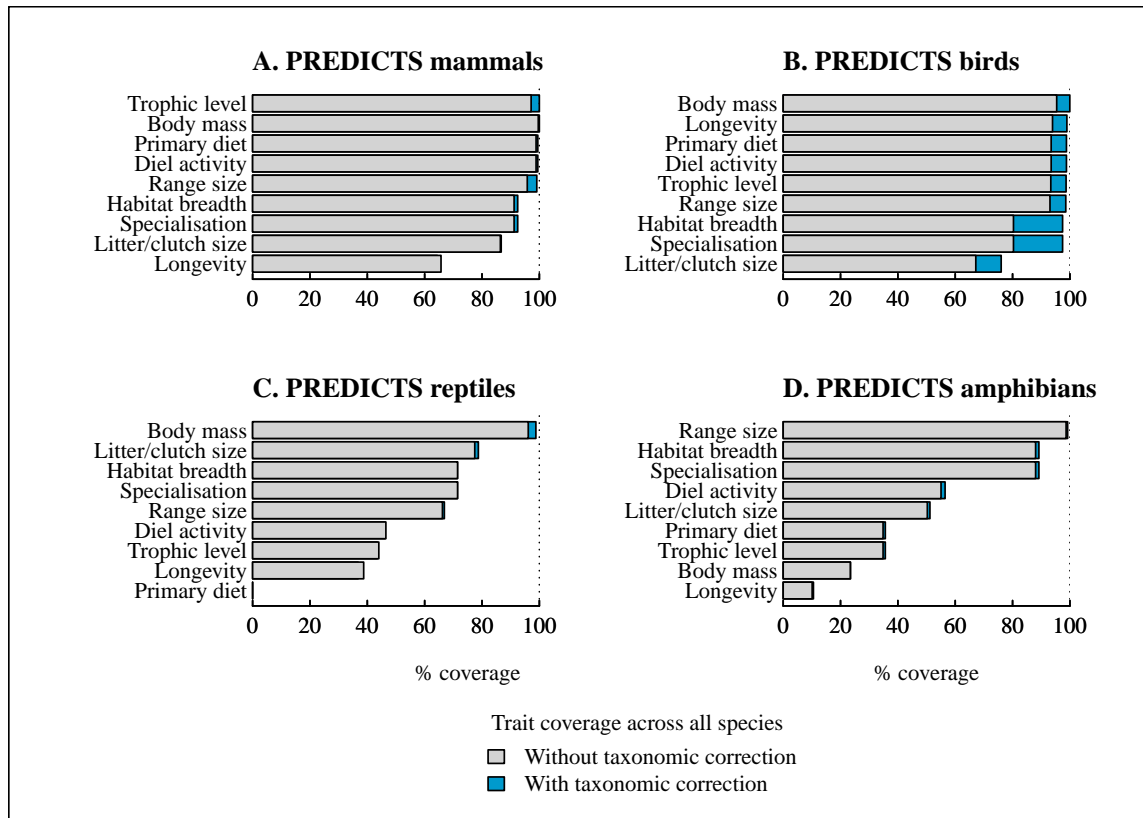 A. PREDICTS mammals
Trophic level
Body mass
Primary diet
Diel activity
Range size
Habitat breadth
Specialisation
Litter/clutch size
Longevity
0 20 40 60 80 100
B. PREDICTS birds
Body mass
Longevity
Primary diet
Diel activity
Trophic level
Range size
Habitat breadth
Specialisation
Litter/clutch size
0 20 40 60 80 100
C. PREDICTS reptiles
Body mass
Litter/clutch size
Habitat breadth
Specialisation
Range size
Diel activity
Trophic level
Longevity
Primary diet
0 20 40 60 80 100
% coverage
D. PREDICTS amphibians
Range size
Habitat breadth
Specialisation
Diel activity
Litter/clutch size
Primary diet
Trophic level
Body mass
Longevity
0 20 40 60 80 100
% coverage
Trait coverage across all species
Without taxonomic correction
With taxonomic correction